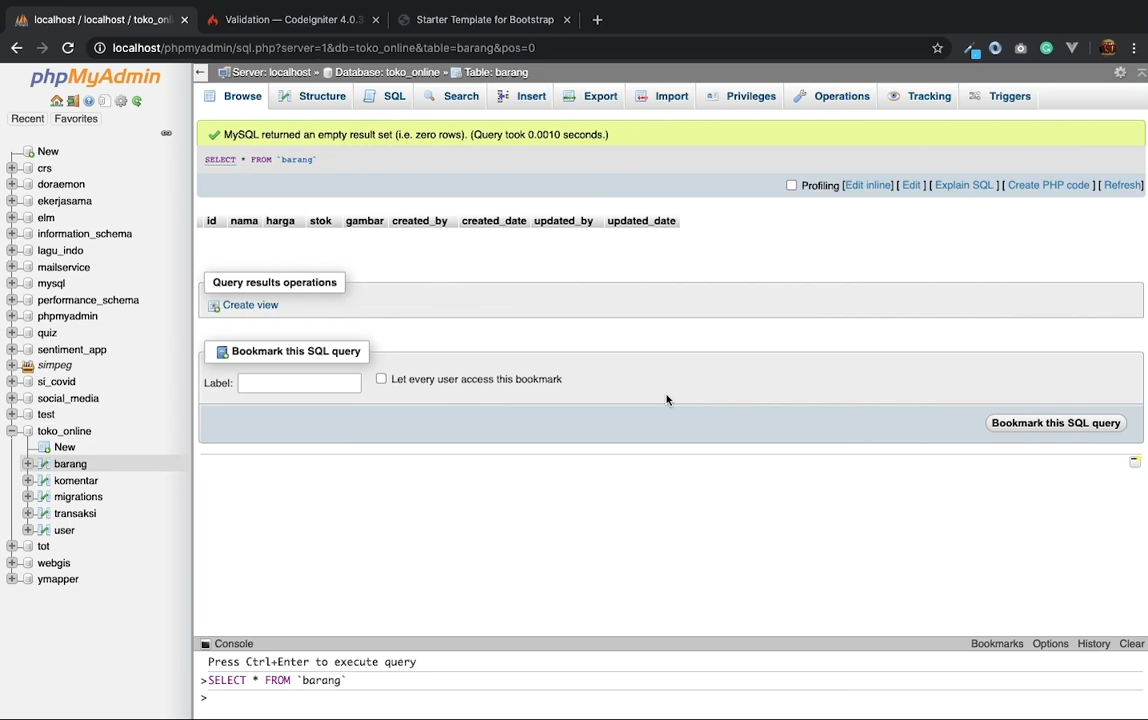 localhost / localhost / toko_onli
Validation — CodeIgniter 4.0.3
Starter Template for Bootstrap
localhost/phpmyadmin/sql.php?server=1&db=toko_online&table=barang&pos=0
phpMyAdmin
Recent
Favorites
New
crs
doraemon
ekerjasama
elm
information_schema
lagu_indo
mailservice
mysql
performance_schema
phpmyadmin
quiz
sentiment_app
simpeg
si_covid
social_media
test
toko_online
New
barang
komentar
migrations
transaksi
user
tot
webgis
ymapper
Server: localhost » Database: toko_online » Table: barang
Browse Structure SQL Search Insert Export Import Privileges Operations Tracking Triggers
MySQL returned an empty result set (i.e. zero rows). (Query took 0.0010 seconds.)
SELECT * FROM `barang`
Profiling [Edit inline] [ Edit ] [ Explain SQL ] [ Create PHP code ] [ Refresh]
id nama harga stok gambar created_by created_date updated_by updated_date
Query results operations
Create view
Bookmark this SQL query
Label:
Let every user access this bookmark
Bookmark this SQL query
Console
Bookmarks Options History Clear
Press Ctrl+Enter to execute query
>SELECT * FROM `barang`
>